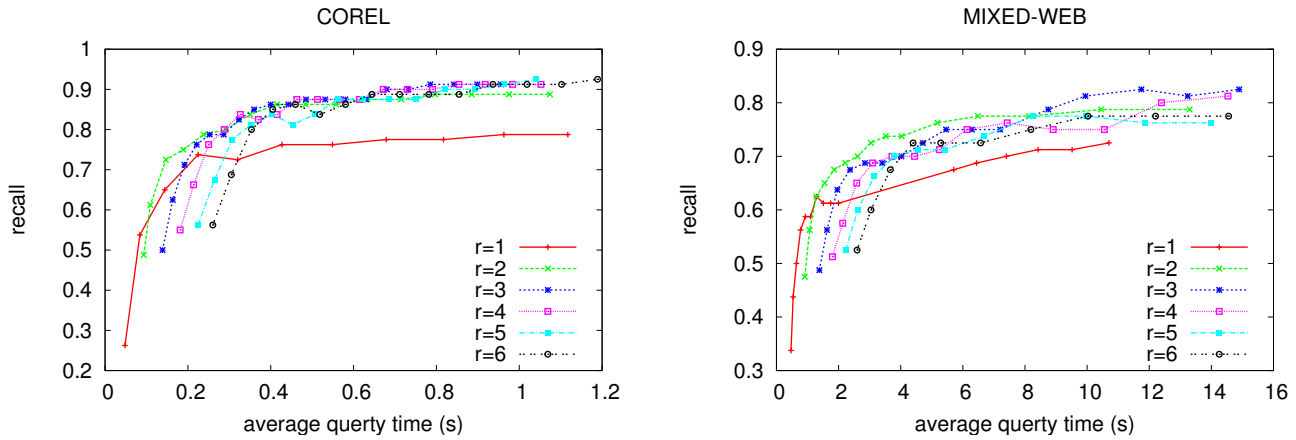 COREL
1
0.9
0.8
0.7
0.6
0.5
0.4
0.3
0.2
recall
0 0.2 0.4 0.6 0.8 1 1.2
average querty time (s)
r=1
r=2
r=3
r=4
r=5
r=6
MIXED-WEB
0.9
0.8
0.7
0.6
0.5
0.4
0.3
recall
0 2 4 6 8 10 12 14 16
average querty time (s)
r=1
r=2
r=3
r=4
r=5
r=6